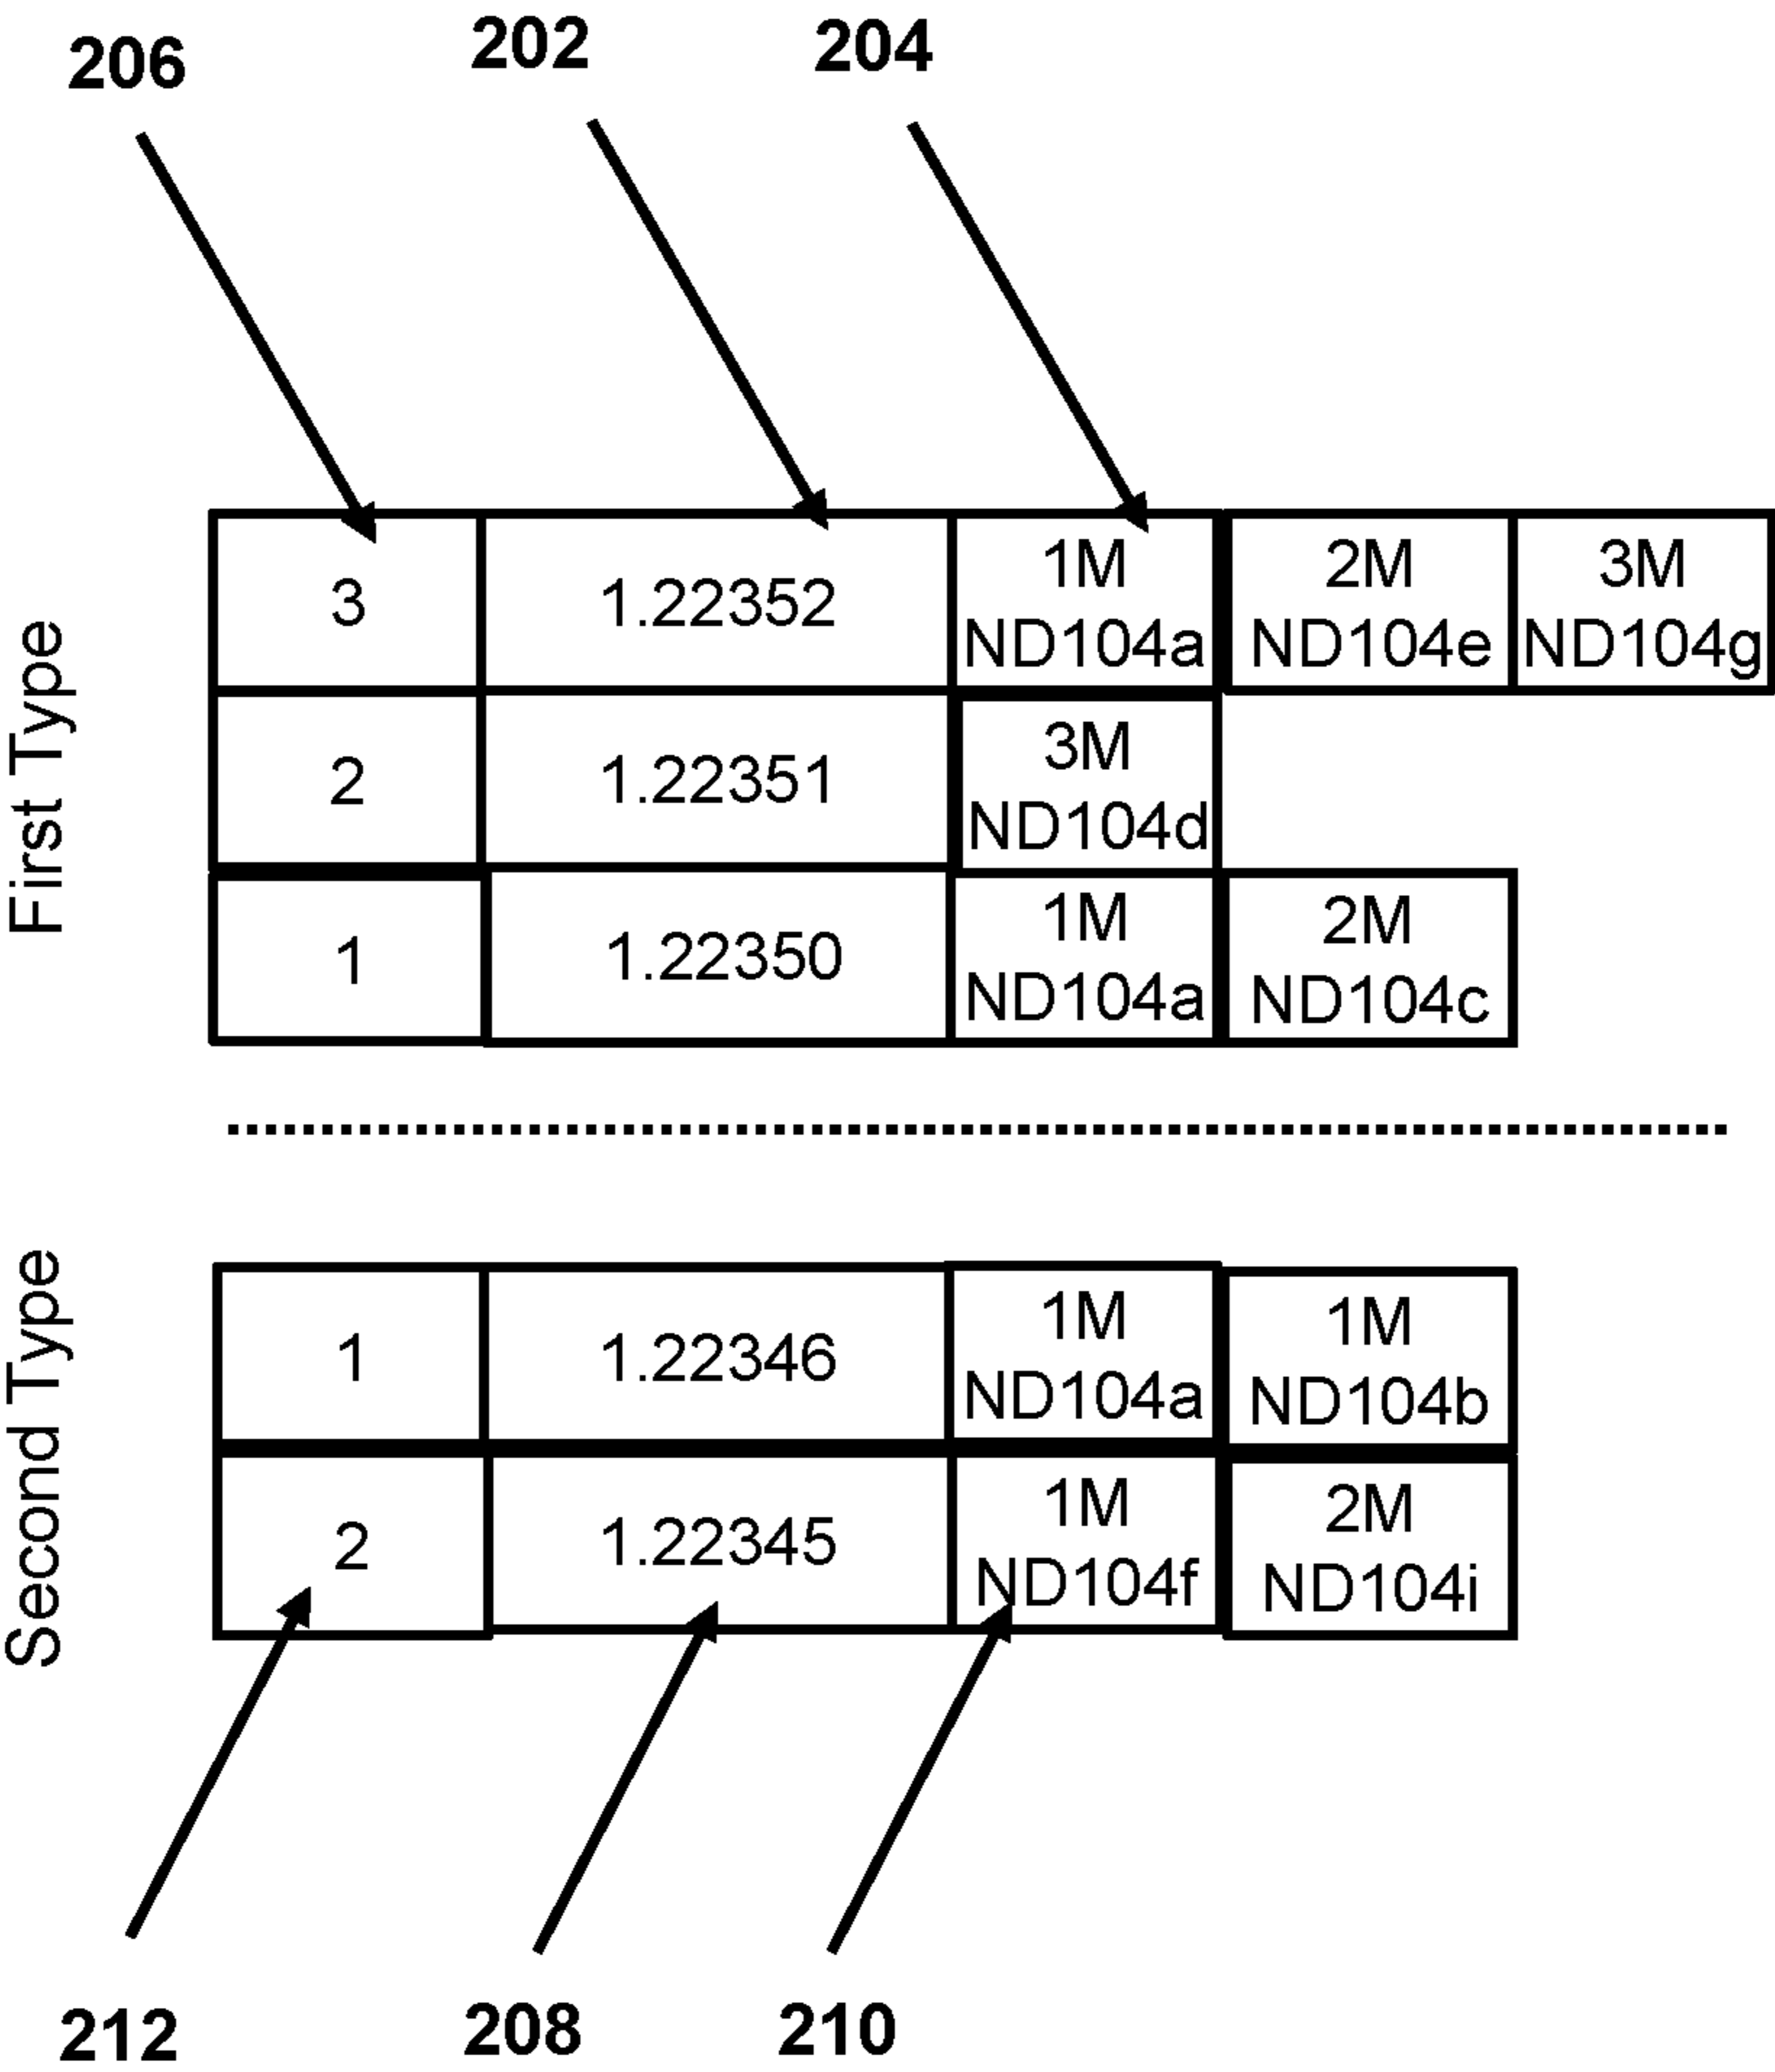 206 202 204
First Type
3 1.22352 1M 2M 3M
ND104a ND104e ND104g
2 1.22351 3M
ND104d
1 1.22350 1M 2M
ND104a ND104c
Second Type
1 1.22346 1M 1M
ND104a ND104b
2 1.22345 1M 2M
ND104f ND104i
212 208 210